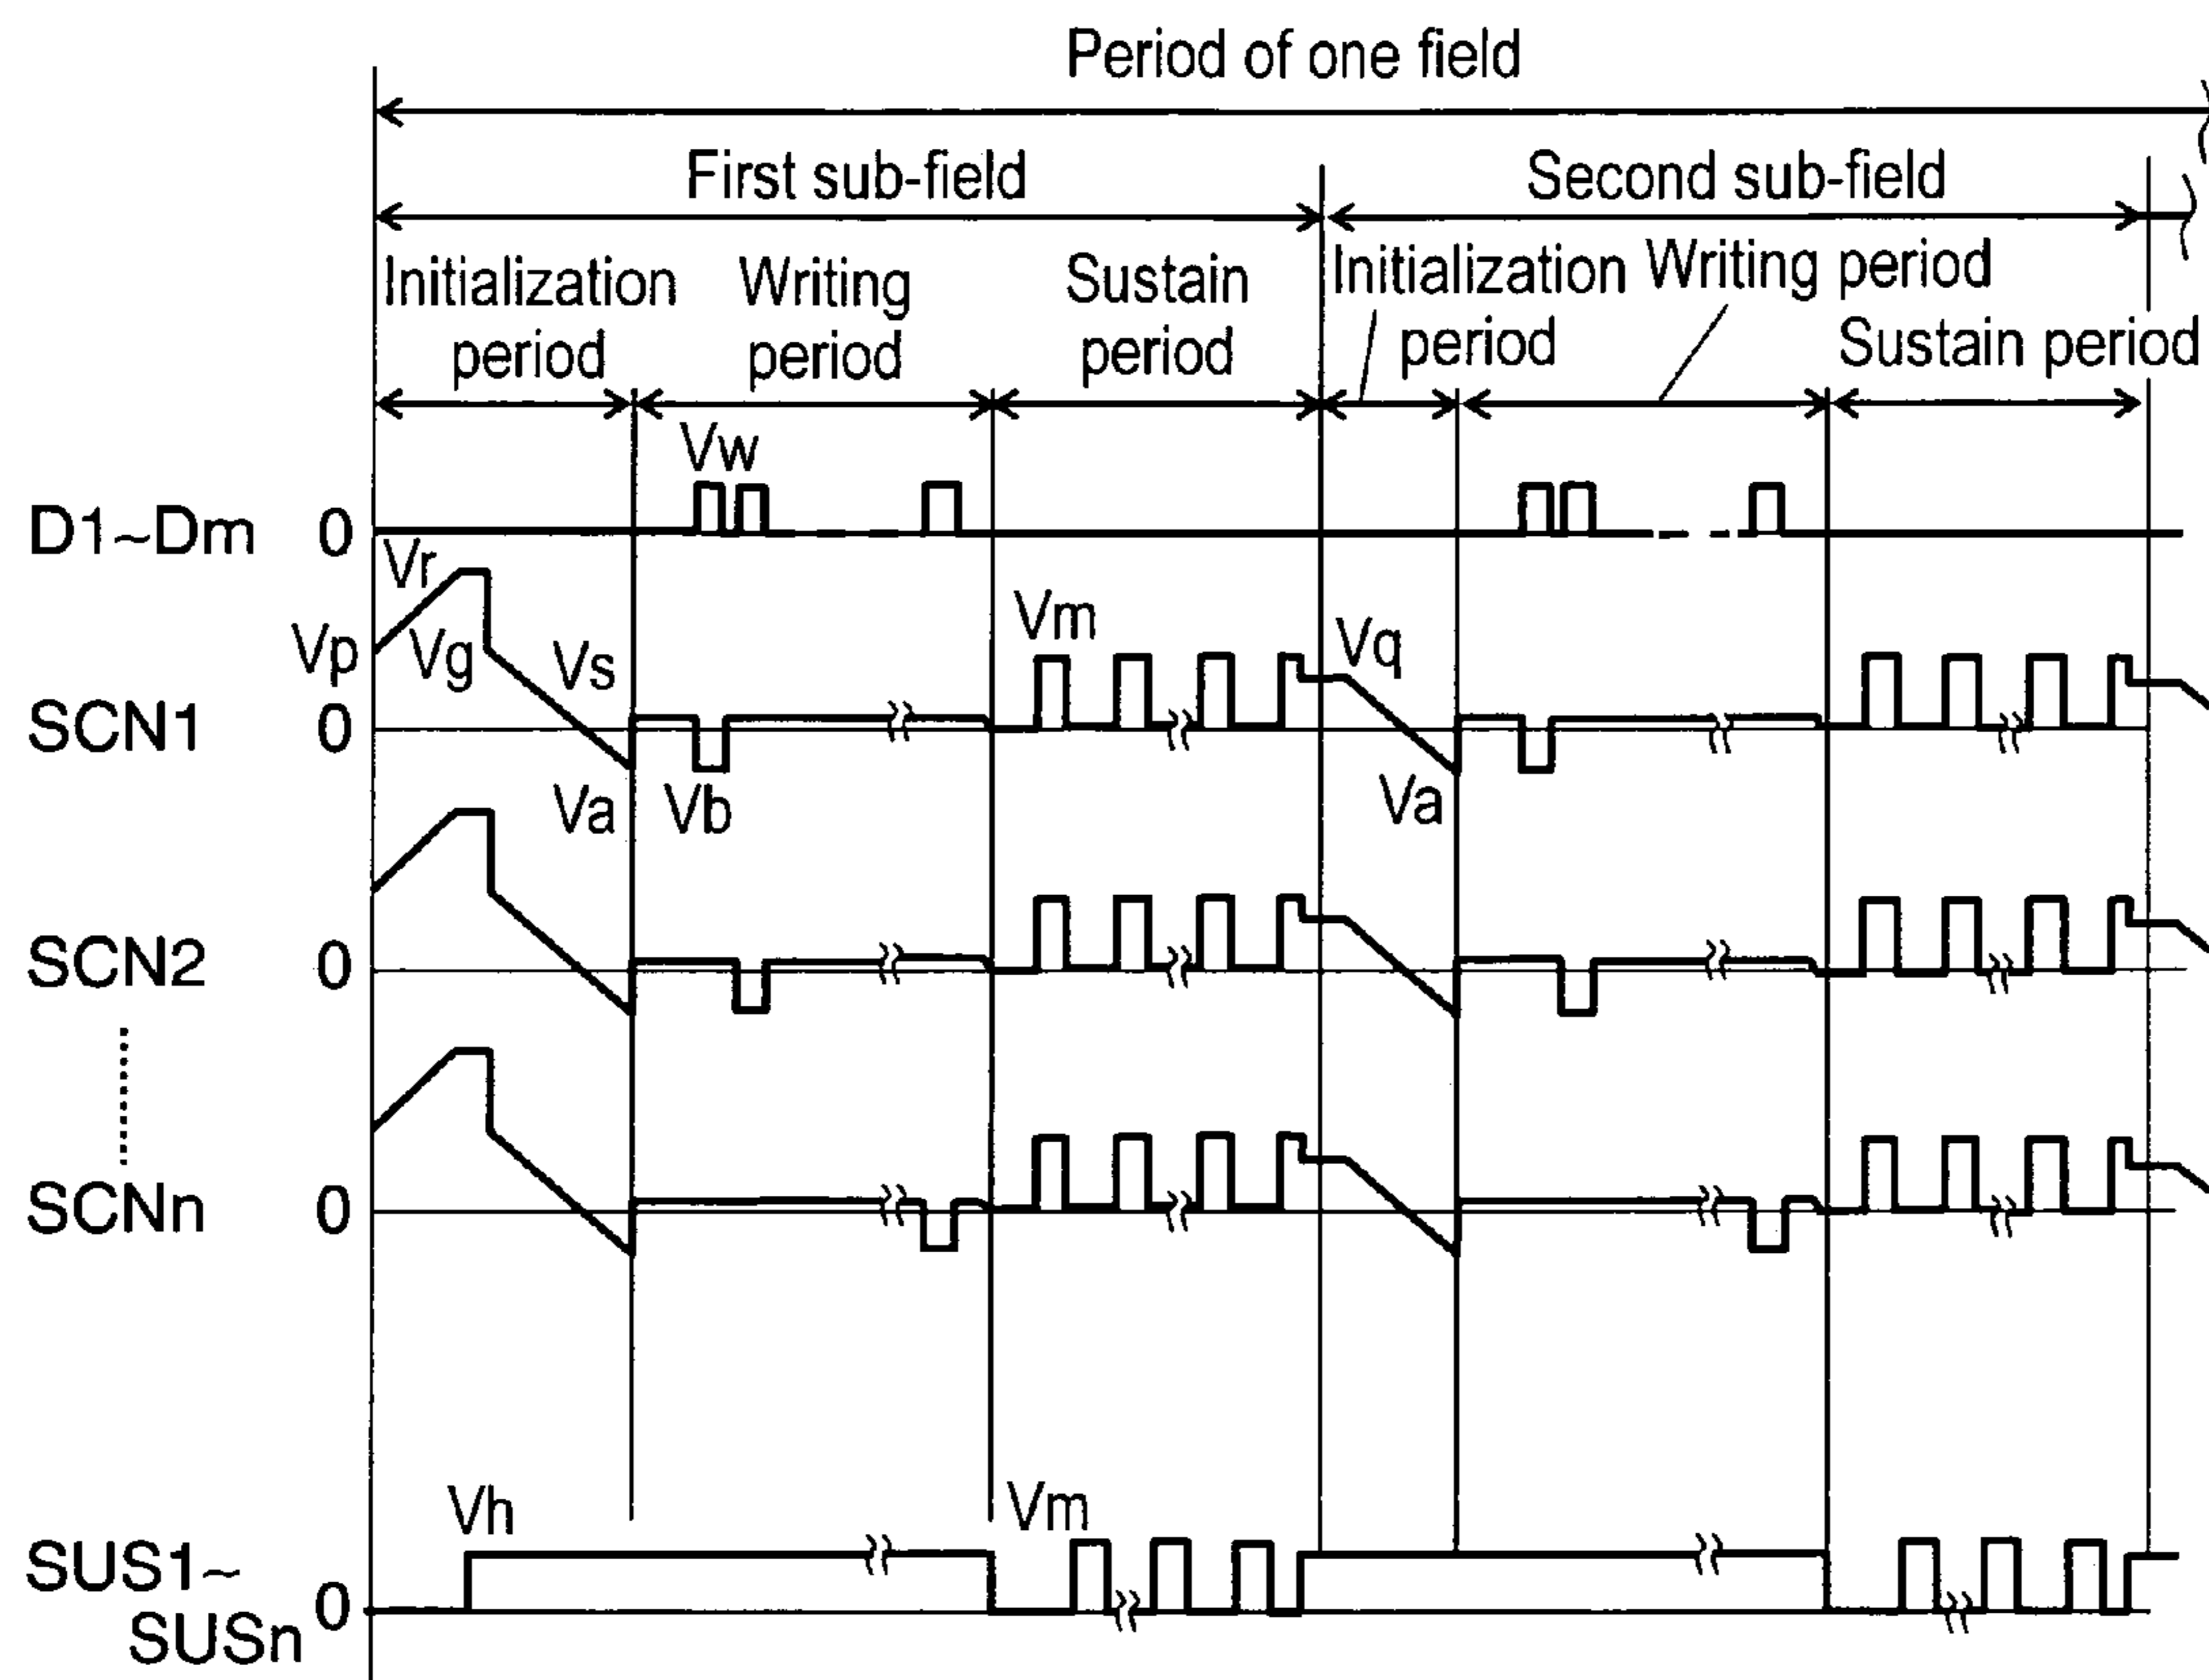 Period of one field
First sub-field
Second sub-field
Initialization
period
Writing
period
Sustain
period
Initialization
period
Writing period
Sustain period
Vw
D1~Dm 0
Vr
Vp
Vg
Vs
Vm
Vq
SCN1 0
Va
Vb
Va
SCN2 0
SCNn 0
Vh
Vm
SUS1~
SUSn
0